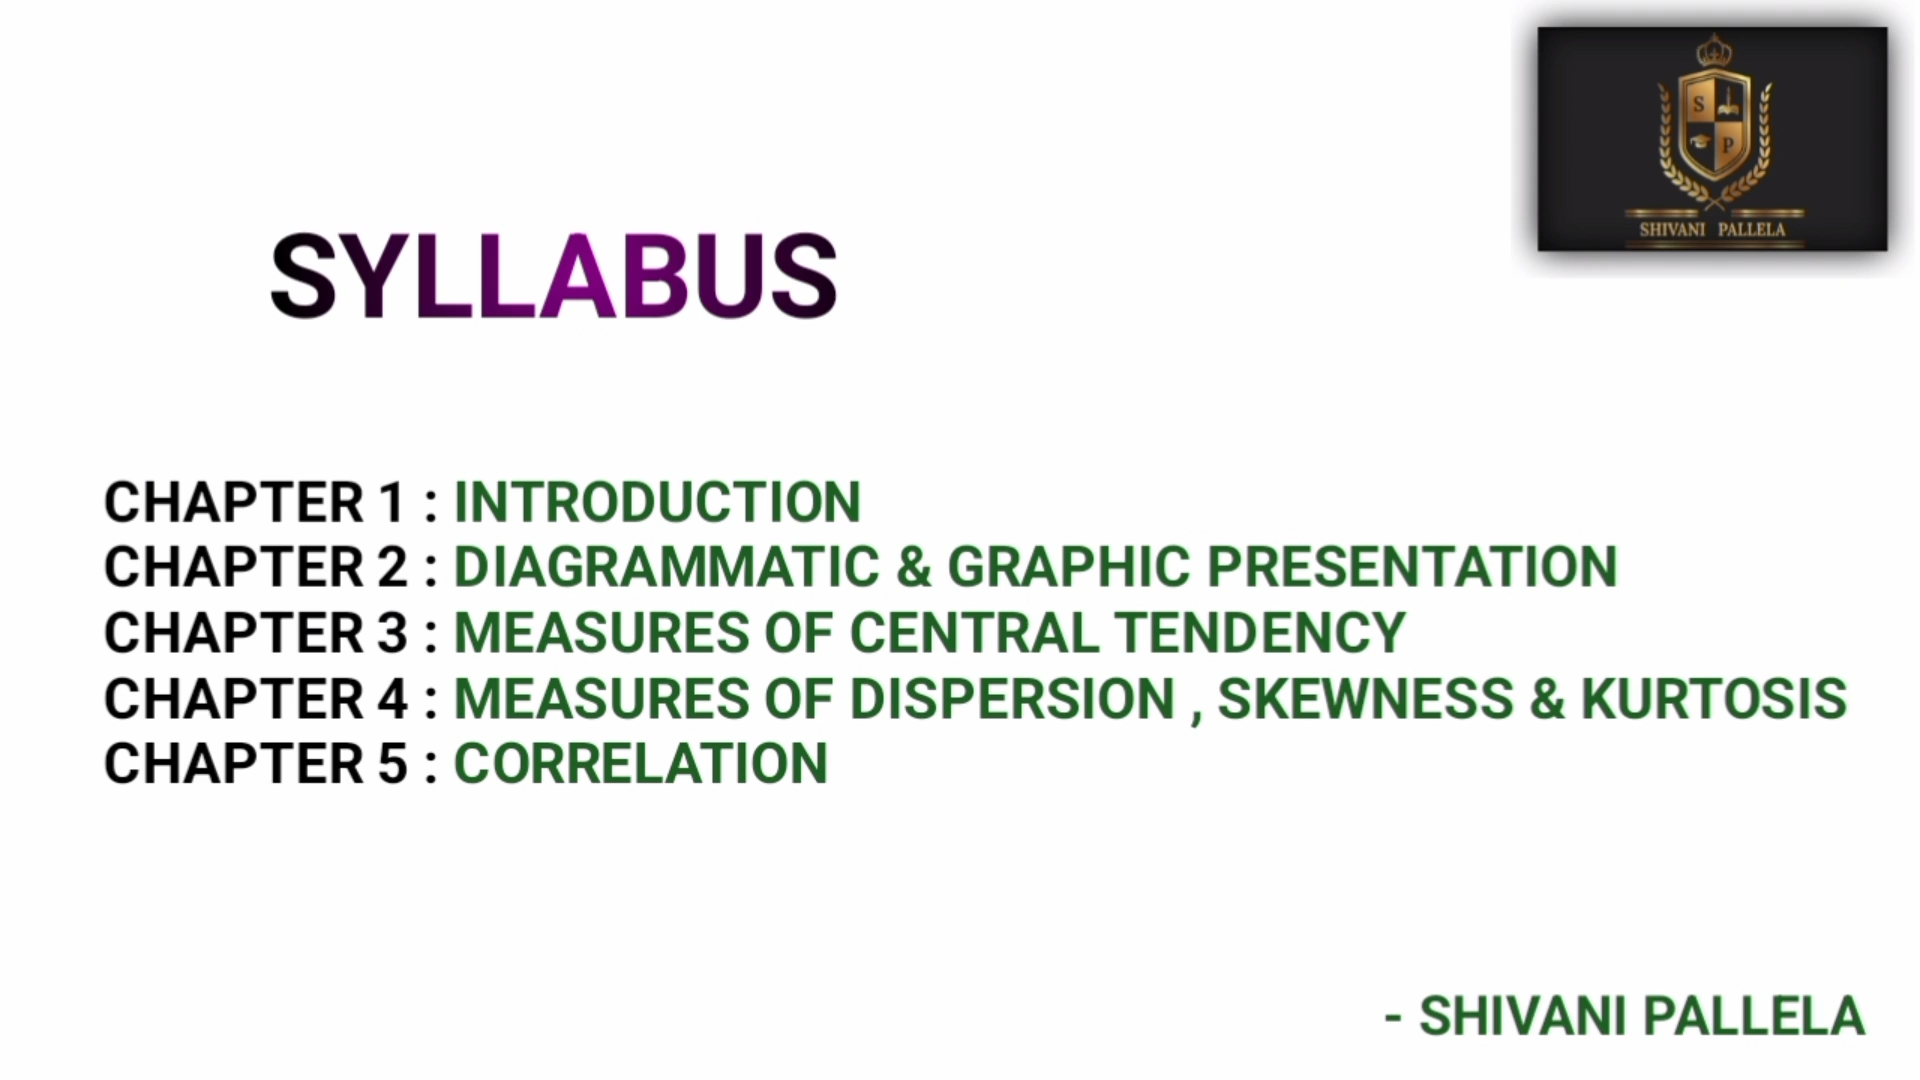 S
P
SHIVANI PALLELA
SYLLABUS
CHAPTER 1 : INTRODUCTION
CHAPTER 2 : DIAGRAMMATIC & GRAPHIC PRESENTATION
CHAPTER 3 : MEASURES OF CENTRAL TENDENCY
CHAPTER 4 : MEASURES OF DISPERSION , SKEWNESS & KURTOSIS
CHAPTER 5 : CORRELATION
- SHIVANI PALLELA